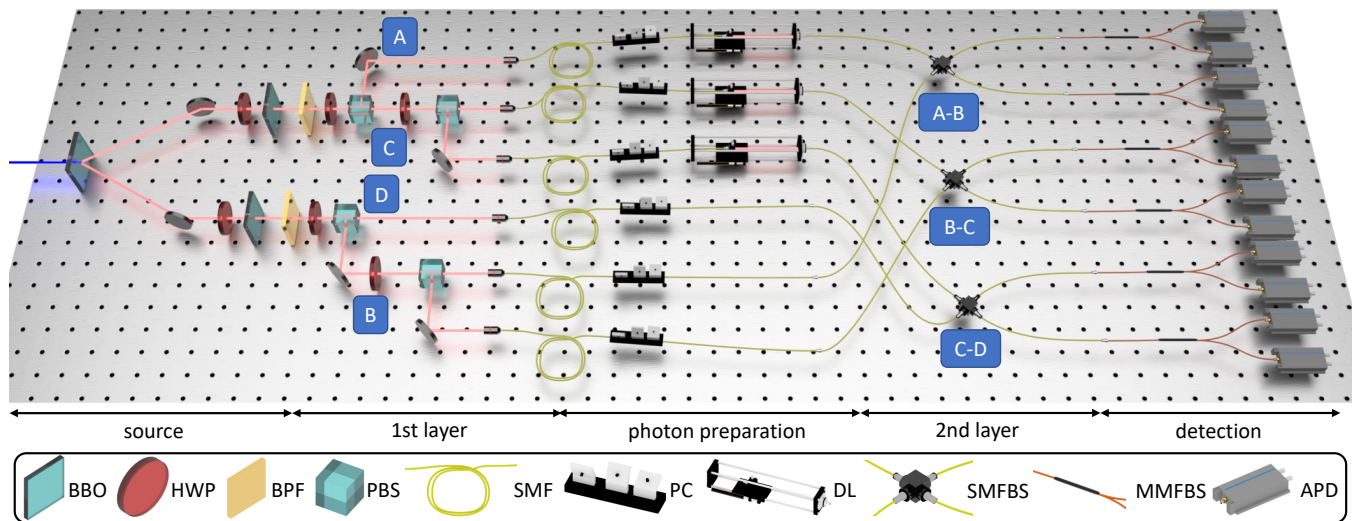 A
A-B
C
D
B-C
B
C-D
source
1st layer
photon preparation
2nd layer
detection
BBO
HWP
BPF
PBS
SMF
PC
DL
SMFBS
MMFBS
APD